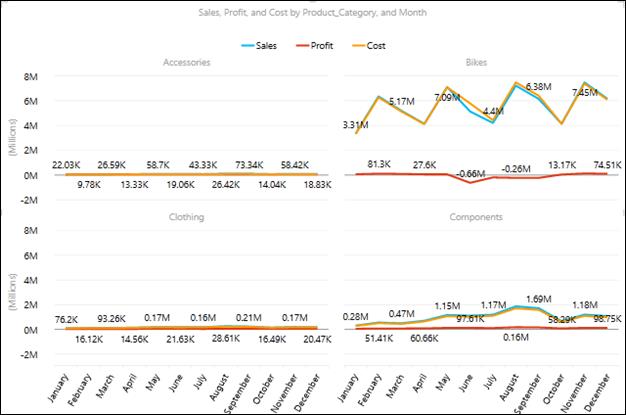 Sales, Profit, and Cost by Product_Category, and Month
Sales Profit Cost
Accessories Bikes
(Millions)
8M
6M
4M
2M
0M
-2M
22.03K 26.59K 58.7K 43.33K 73.34K 58.42K
9.78K 13.33K 19.06K 26.42K 14.04K 18.83K
3.31M 5.17M 7.09M 4.4M 6.38M 7.45M
81.3K 27.6K -0.66M -0.26M 13.17K 74.51K
Clothing Components
(Millions)
8M
6M
4M
2M
0M
-2M
76.2K 93.26K 0.17M 0.16M 0.21M 0.17M
16.12K 14.56K 21.63K 28.61K 16.49K 20.47K
0.28M 0.47M 1.15M 1.17M 1.69M 1.18M
51.41K 60.66K 97.61K 0.16M 58.29K 98.75K
January February March April May June July August September October November December
January February March April May June July August September October November December